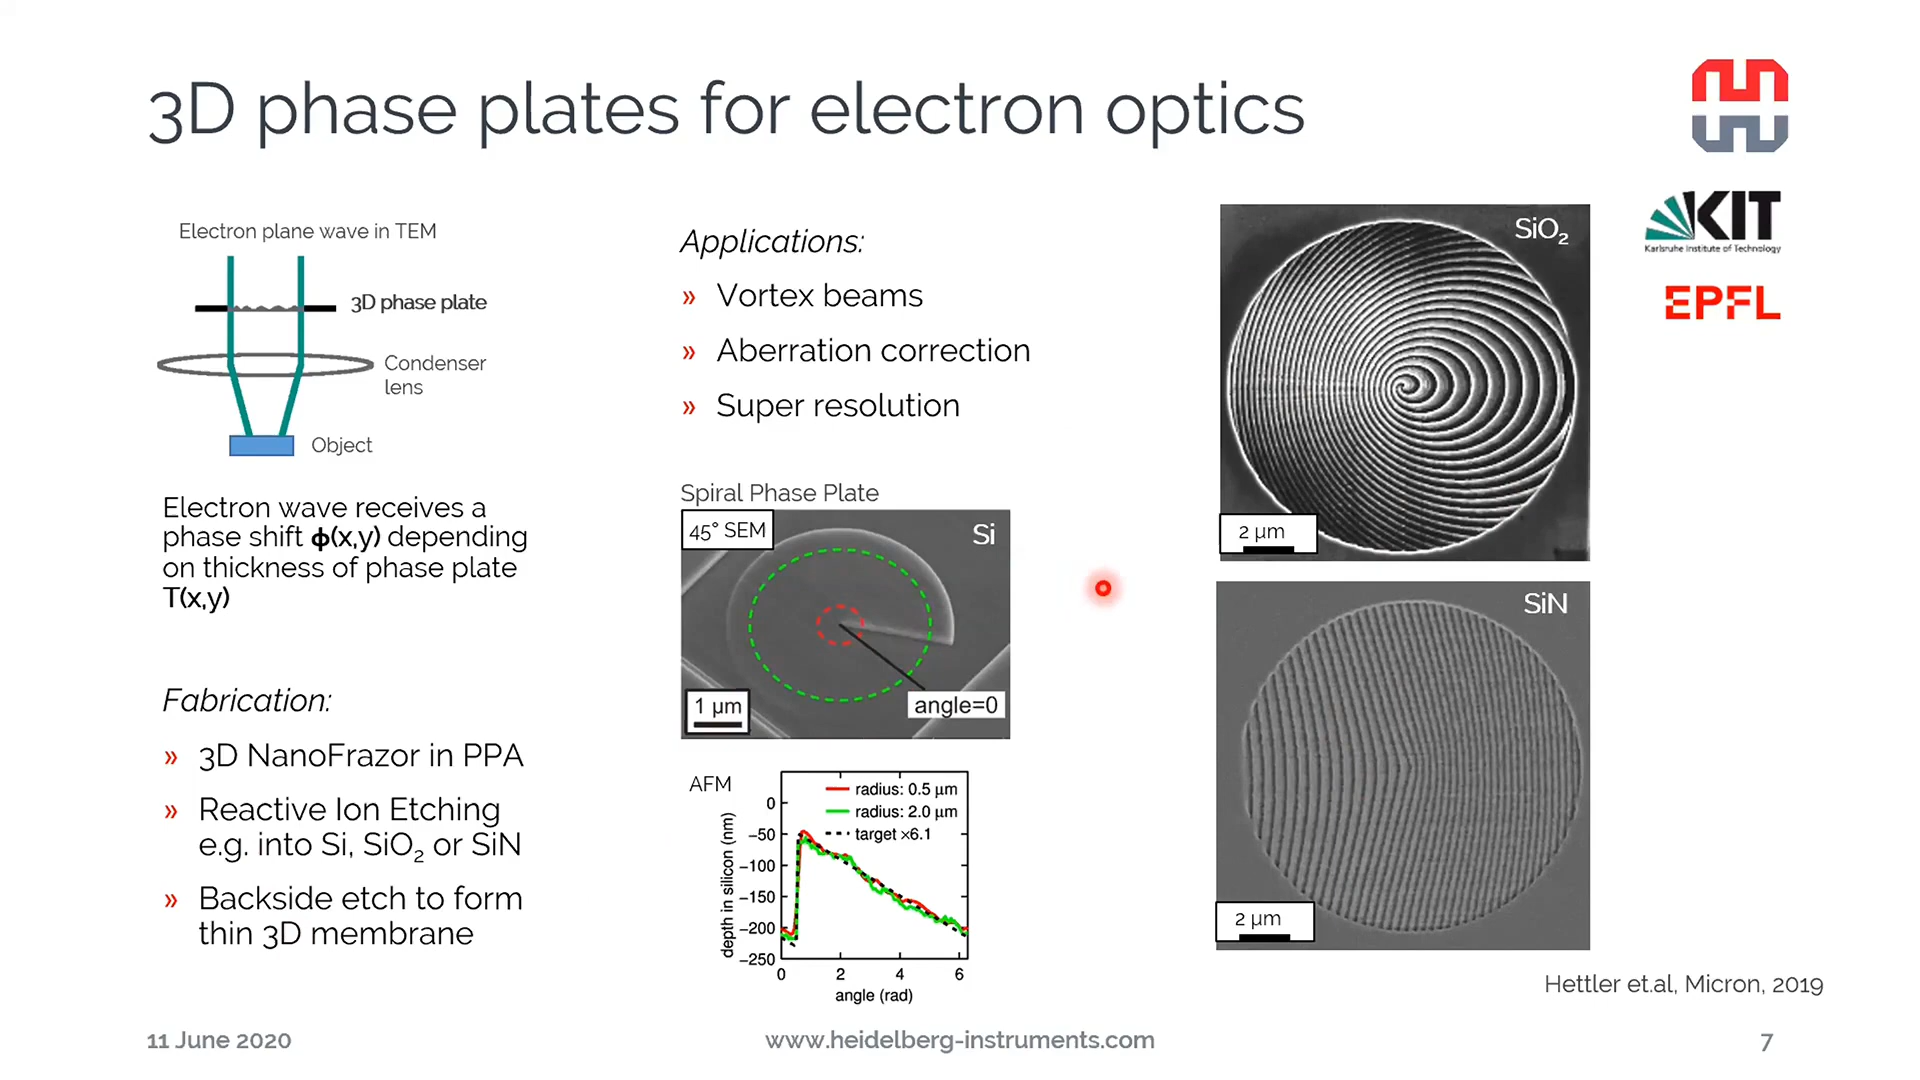 3D phase plates for electron optics
KIT
Karlsruhe Institute of Technology
EPFL
Electron plane wave in TEM
3D phase plate
Condenser
lens
Object
Electron wave receives a
phase shift ϕ(x,y) depending
on thickness of phase plate
T(x,y)
Fabrication:
» 3D NanoFrazor in PPA
» Reactive Ion Etching
e.g. into Si, SiO₂ or SiN
» Backside etch to form
thin 3D membrane
Applications:
» Vortex beams
» Aberration correction
» Super resolution
Spiral Phase Plate
45° SEM
Si
1 µm
angle=0
AFM
radius: 0.5 µm
radius: 2.0 µm
target ×6.1
depth in silicon (nm)
0
−50
−100
−150
−200
−250
0 2 4 6
angle (rad)
SiO₂
2 µm
SiN
2 µm
Hettler et.al, Micron, 2019
11 June 2020
www.heidelberg-instruments.com
7